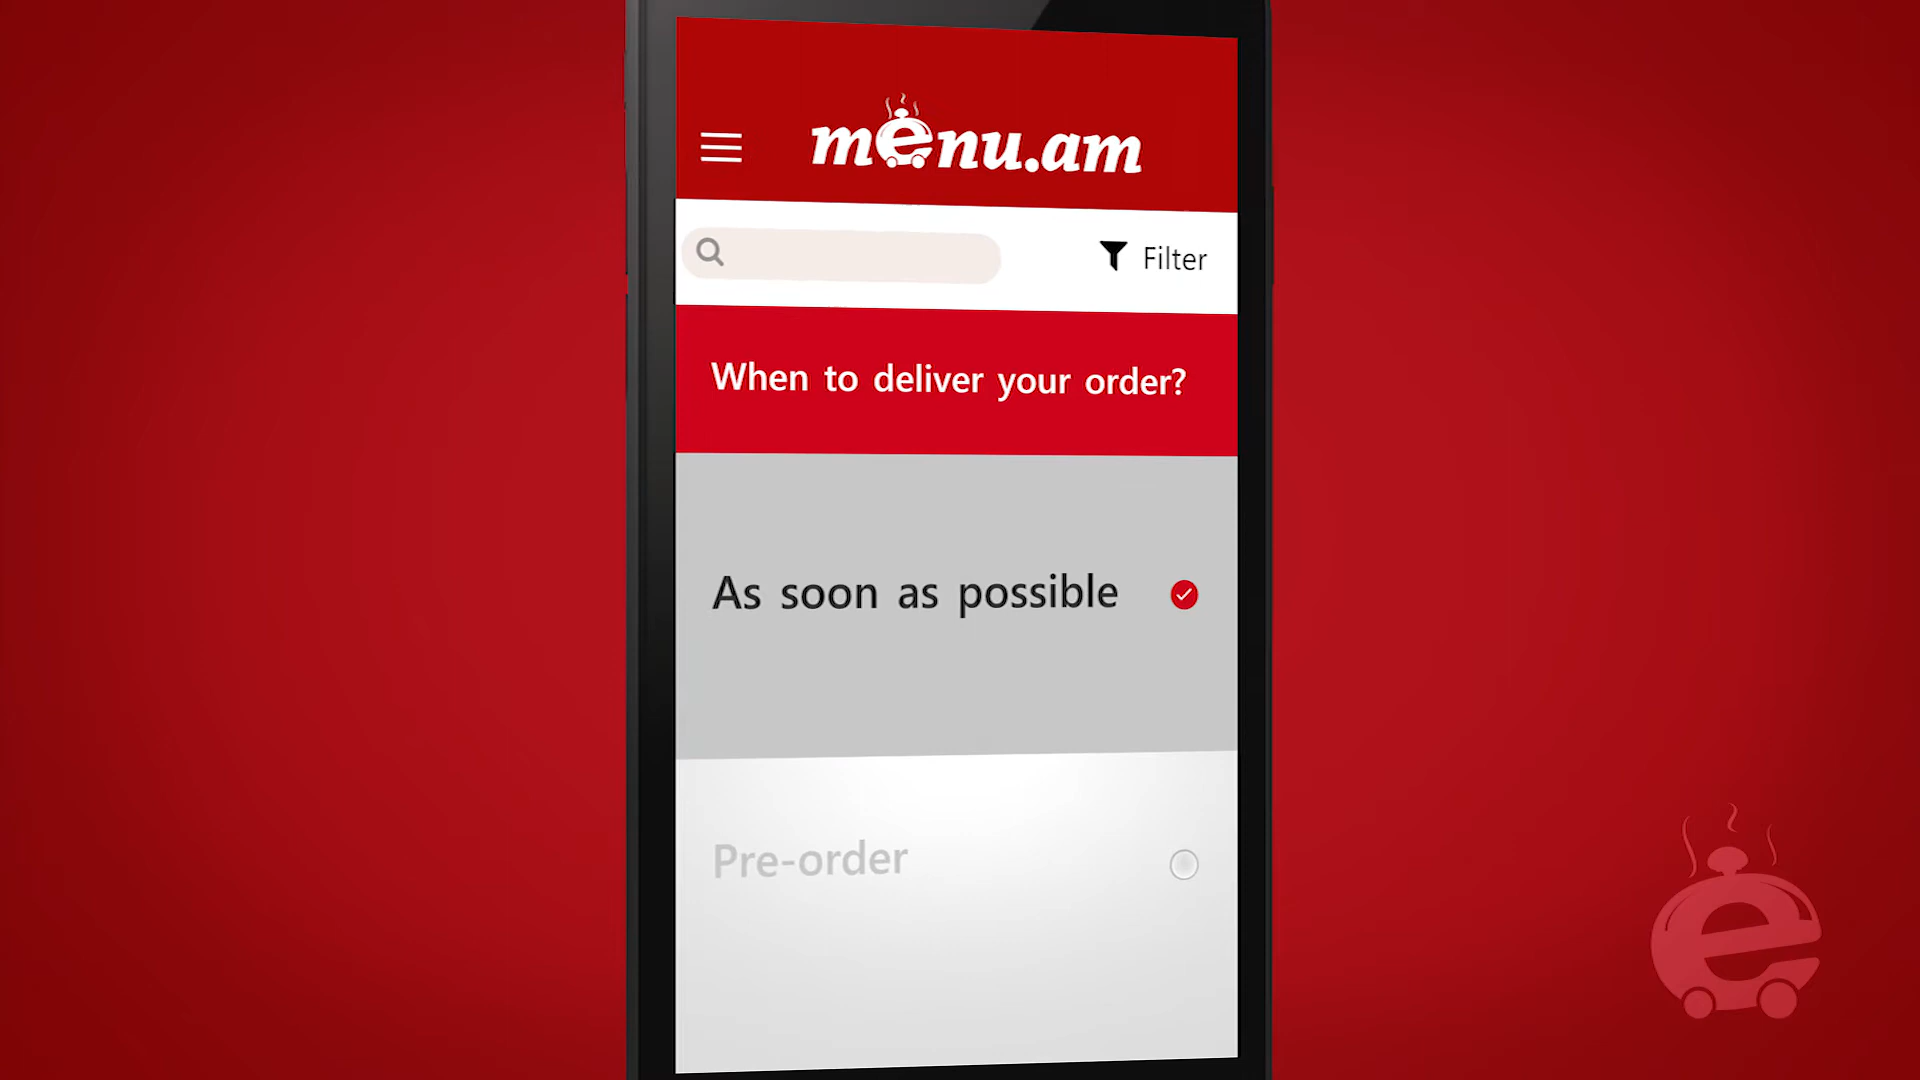 menu.am
Filter
When to deliver your order?
As soon as possible
Pre-order
e